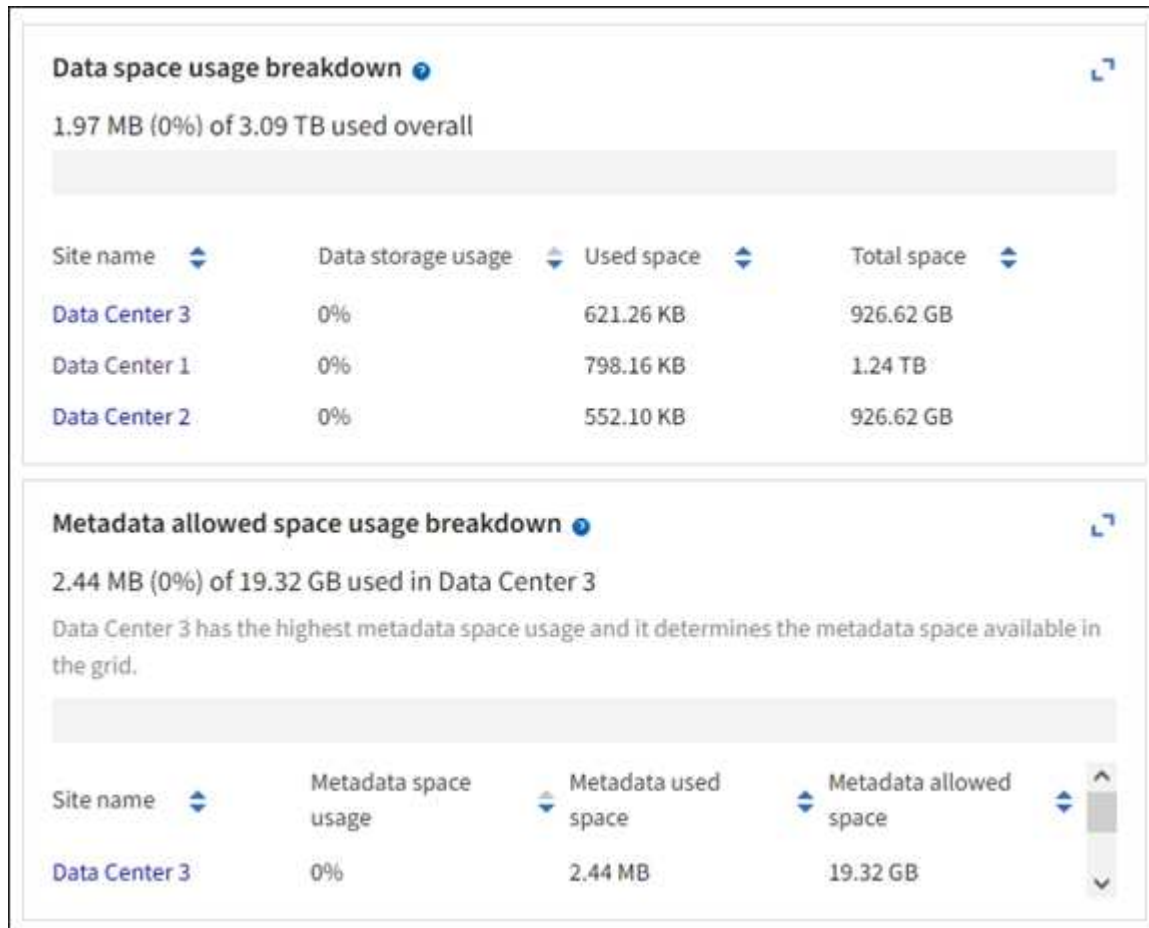 Data space usage breakdown ?
1.97 MB (0%) of 3.09 TB used overall
Site name Data storage usage Used space Total space
Data Center 3 0% 621.26 KB 926.62 GB
Data Center 1 0% 798.16 KB 1.24 TB
Data Center 2 0% 552.10 KB 926.62 GB
Metadata allowed space usage breakdown ?
2.44 MB (0%) of 19.32 GB used in Data Center 3
Data Center 3 has the highest metadata space usage and it determines the metadata space available in
the grid.
Site name Metadata space usage Metadata used space Metadata allowed space
Data Center 3 0% 2.44 MB 19.32 GB